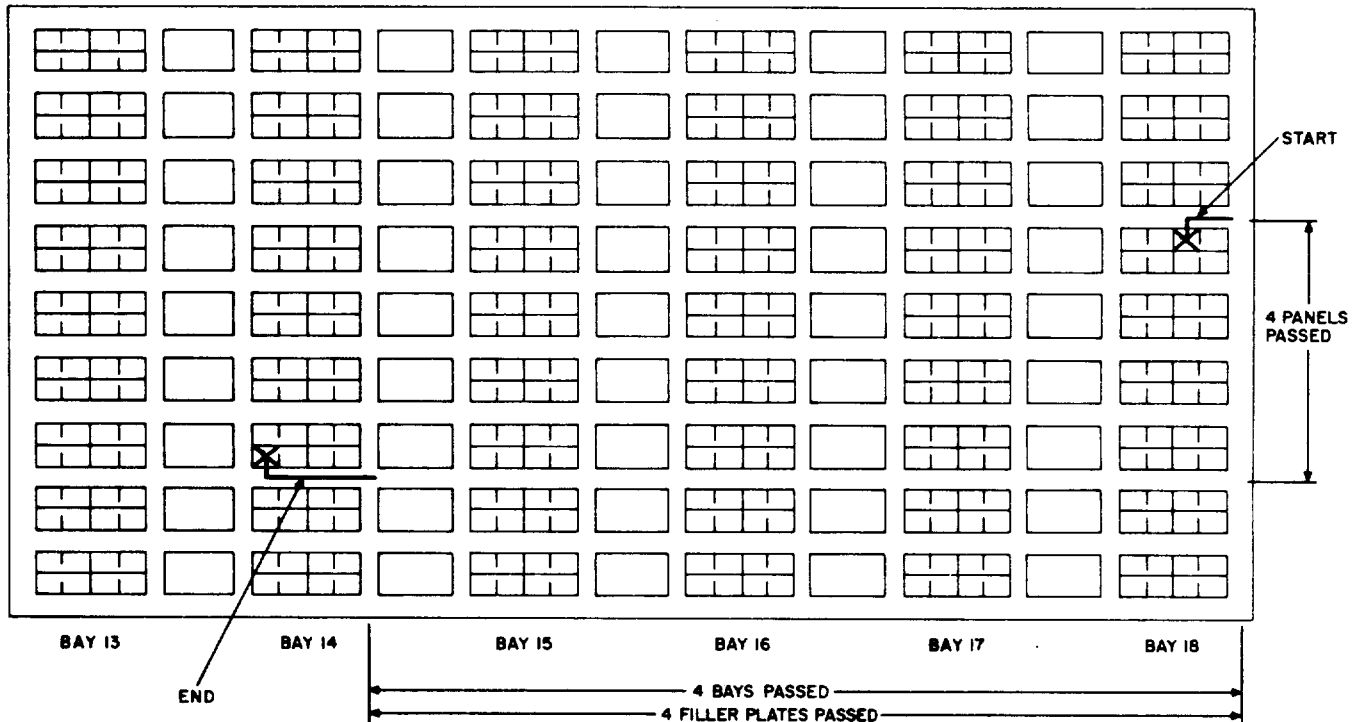 START
4 PANELS
PASSED
BAY 13
BAY 14
BAY 15
BAY 16
BAY 17
BAY 18
END
4 BAYS PASSED
4 FILLER PLATES PASSED